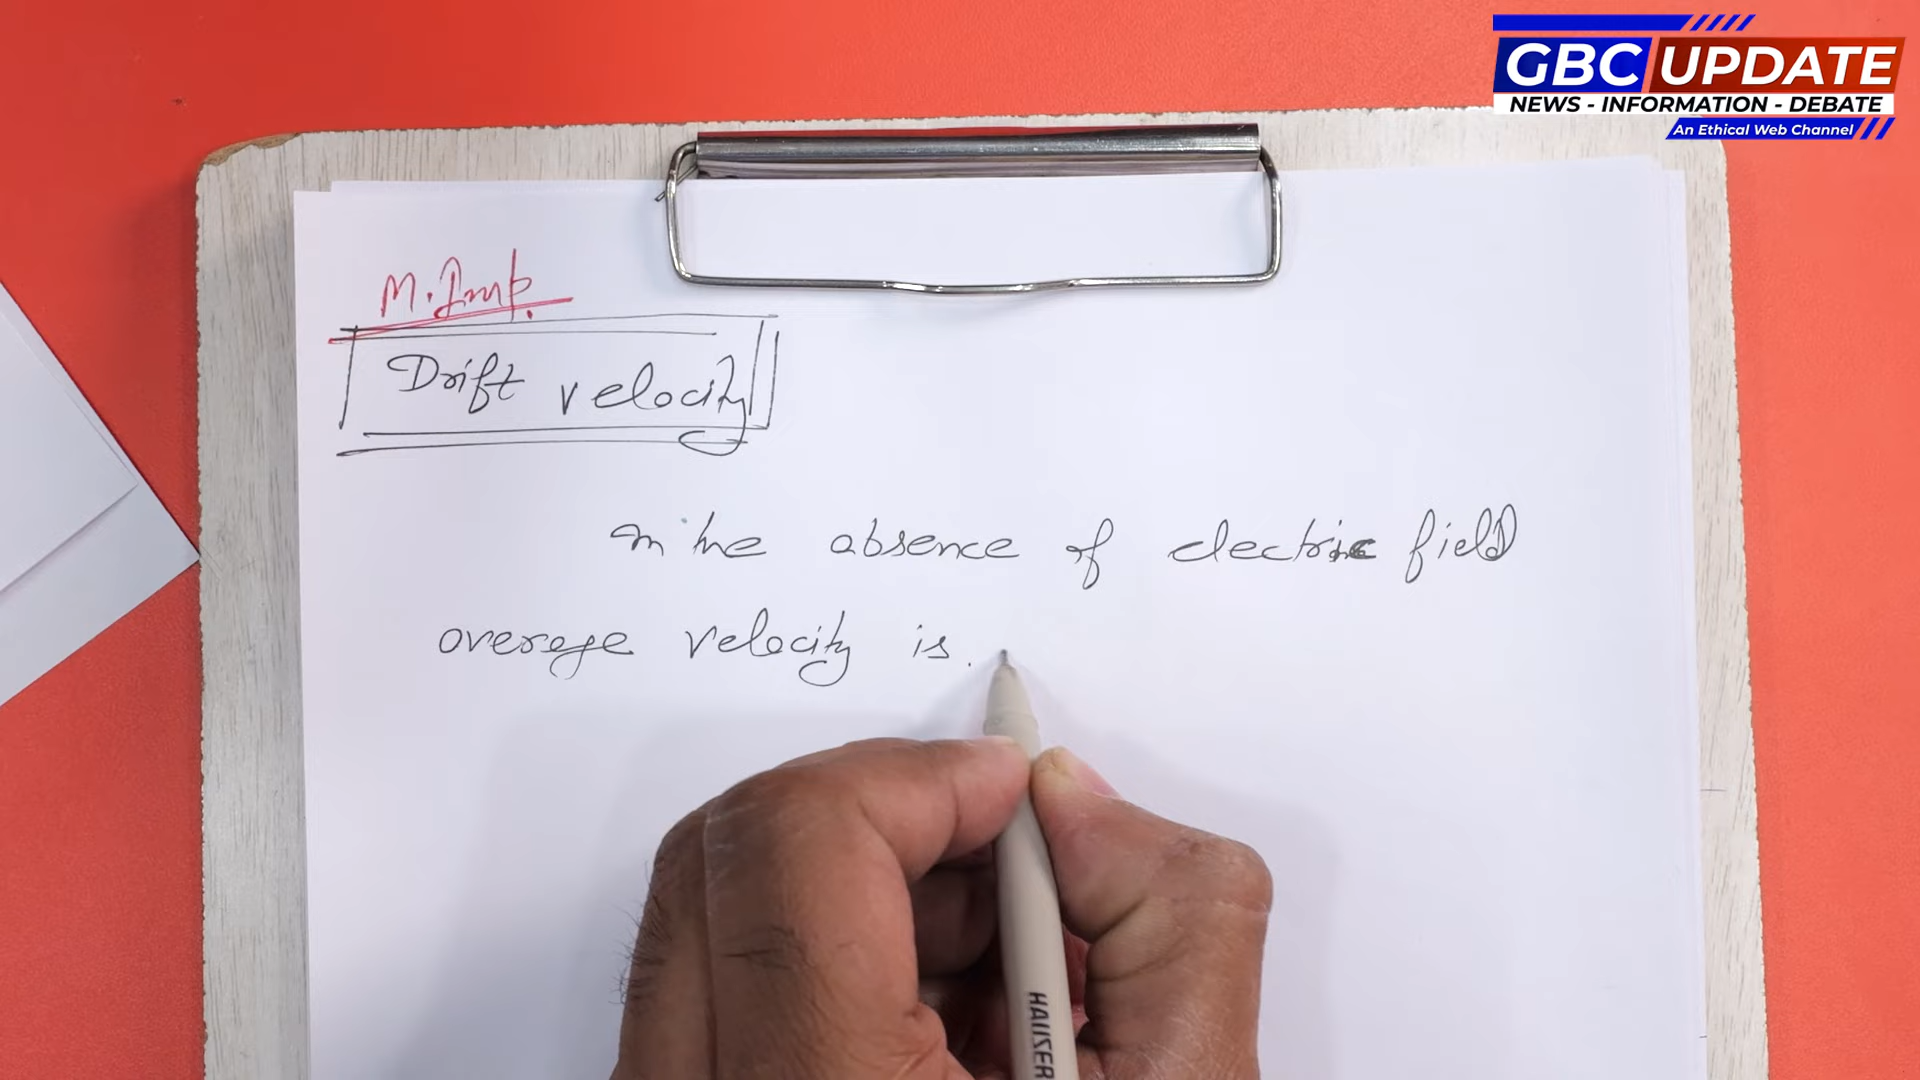 GBC UPDATE
NEWS - INFORMATION - DEBATE
An Ethical Web Channel
M. Imp.
Drift velocity
In the absence of electric field
average velocity is.
HAUSER